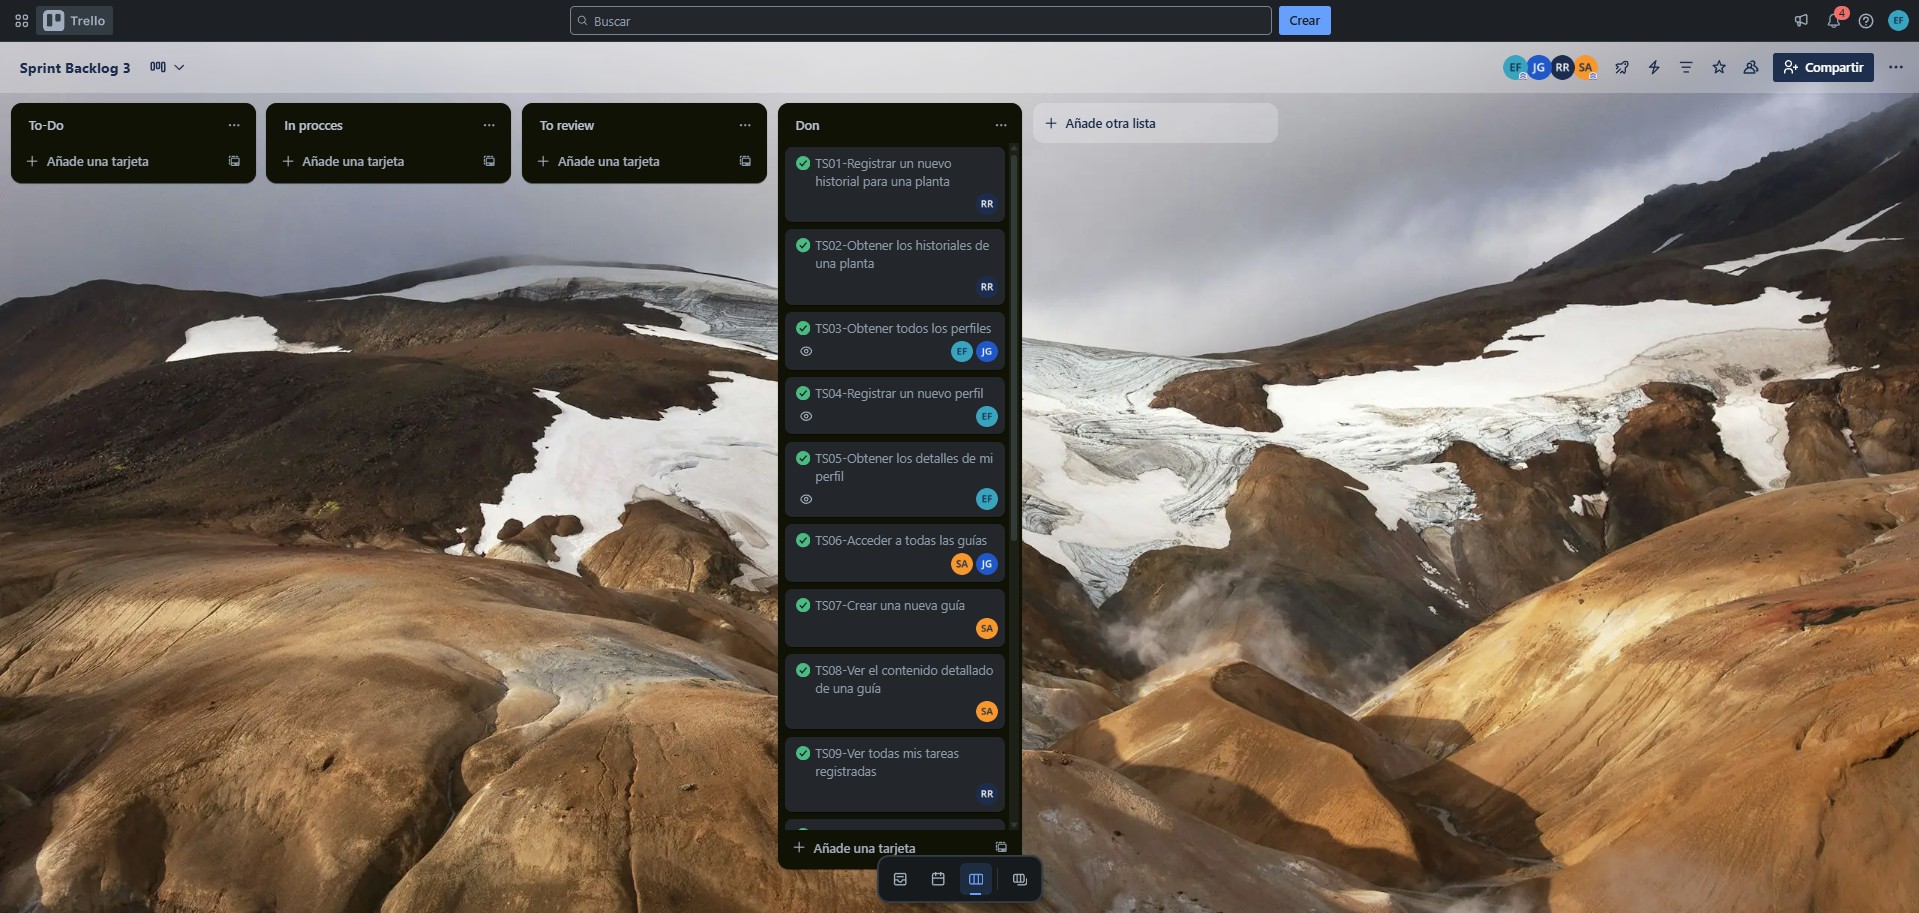 Trello
Buscar
Crear
4
EF
Sprint Backlog 3
EF
JG
RR
SA
Compartir
To-Do
Añade una tarjeta
In procces
Añade una tarjeta
To review
Añade una tarjeta
Don
TS01-Registrar un nuevo
historial para una planta
RR
TS02-Obtener los historiales de
una planta
RR
TS03-Obtener todos los perfiles
EF JG
TS04-Registrar un nuevo perfil
EF
TS05-Obtener los detalles de mi
perfil
EF
TS06-Acceder a todas las guías
SA JG
TS07-Crear una nueva guía
SA
TS08-Ver el contenido detallado
de una guía
SA
TS09-Ver todas mis tareas
registradas
RR
Añade una tarjeta
Añade otra lista